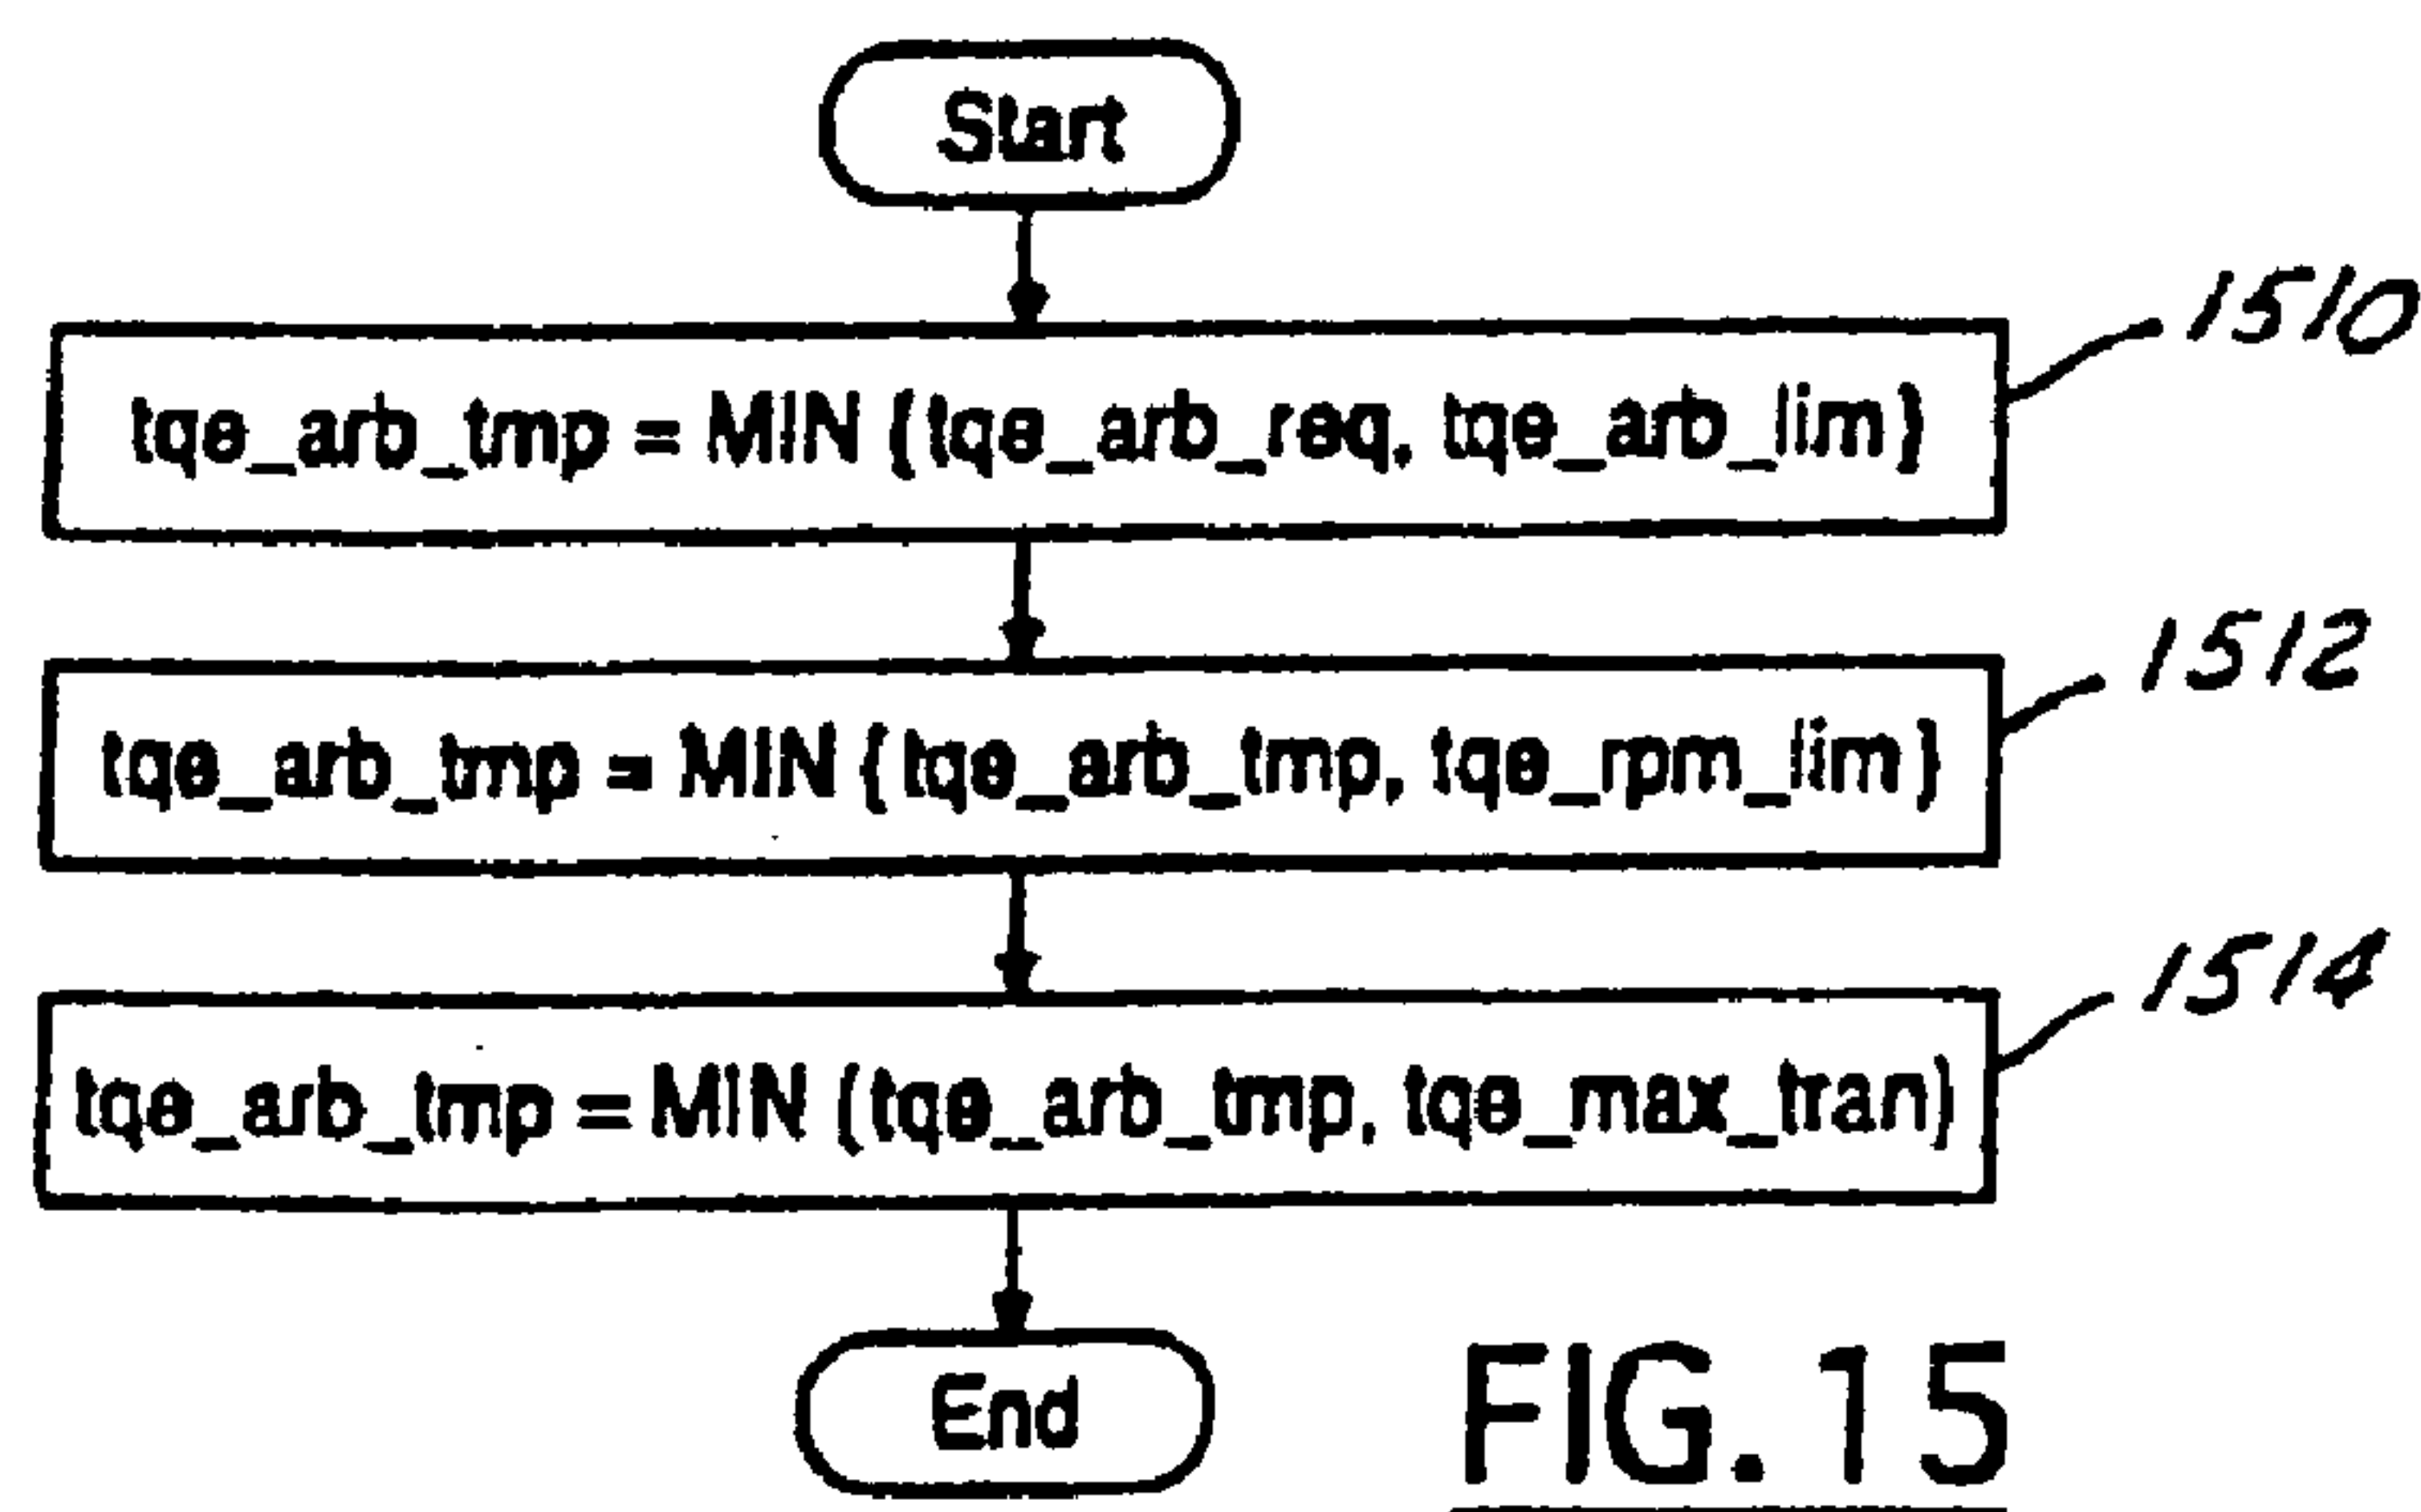 Start
1510
tqe_arb_tmp = MIN (tqe_arb_req, tqe_arb_lim)
1512
tqe_arb_tmp = MIN (tqe_arb_tmp, tqe_rpm_lim)
1514
tqe_arb_tmp = MIN (tqe_arb_tmp, tqe_max_tran)
End
FIG. 15